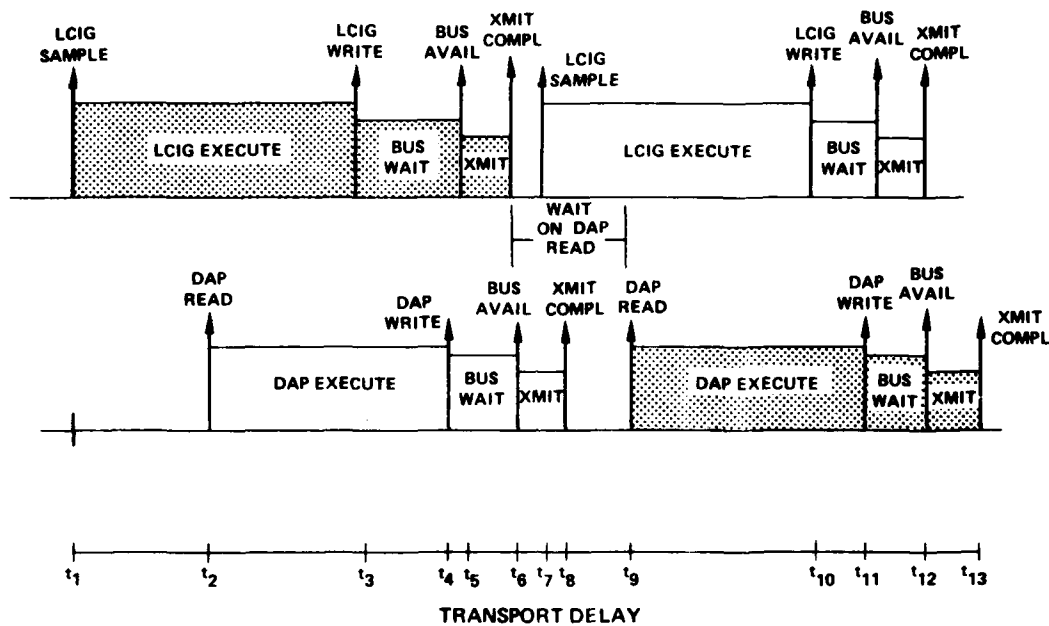 LCIG
SAMPLE
LCIG
WRITE
BUS
AVAIL
XMIT
COMPL
LCIG
SAMPLE
LCIG
WRITE
BUS
AVAIL
XMIT
COMPL
LCIG EXECUTE
BUS
WAIT
XMIT
LCIG EXECUTE
BUS
WAIT
XMIT
WAIT
ON DAP
READ
DAP
READ
DAP
WRITE
BUS
AVAIL
XMIT
COMPL
DAP
READ
DAP
WRITE
BUS
AVAIL
XMIT
COMPL
DAP EXECUTE
BUS
WAIT
XMIT
DAP EXECUTE
BUS
WAIT
XMIT
t1 t2 t3 t4 t5 t6 t7 t8 t9 t10 t11 t12 t13
TRANSPORT DELAY